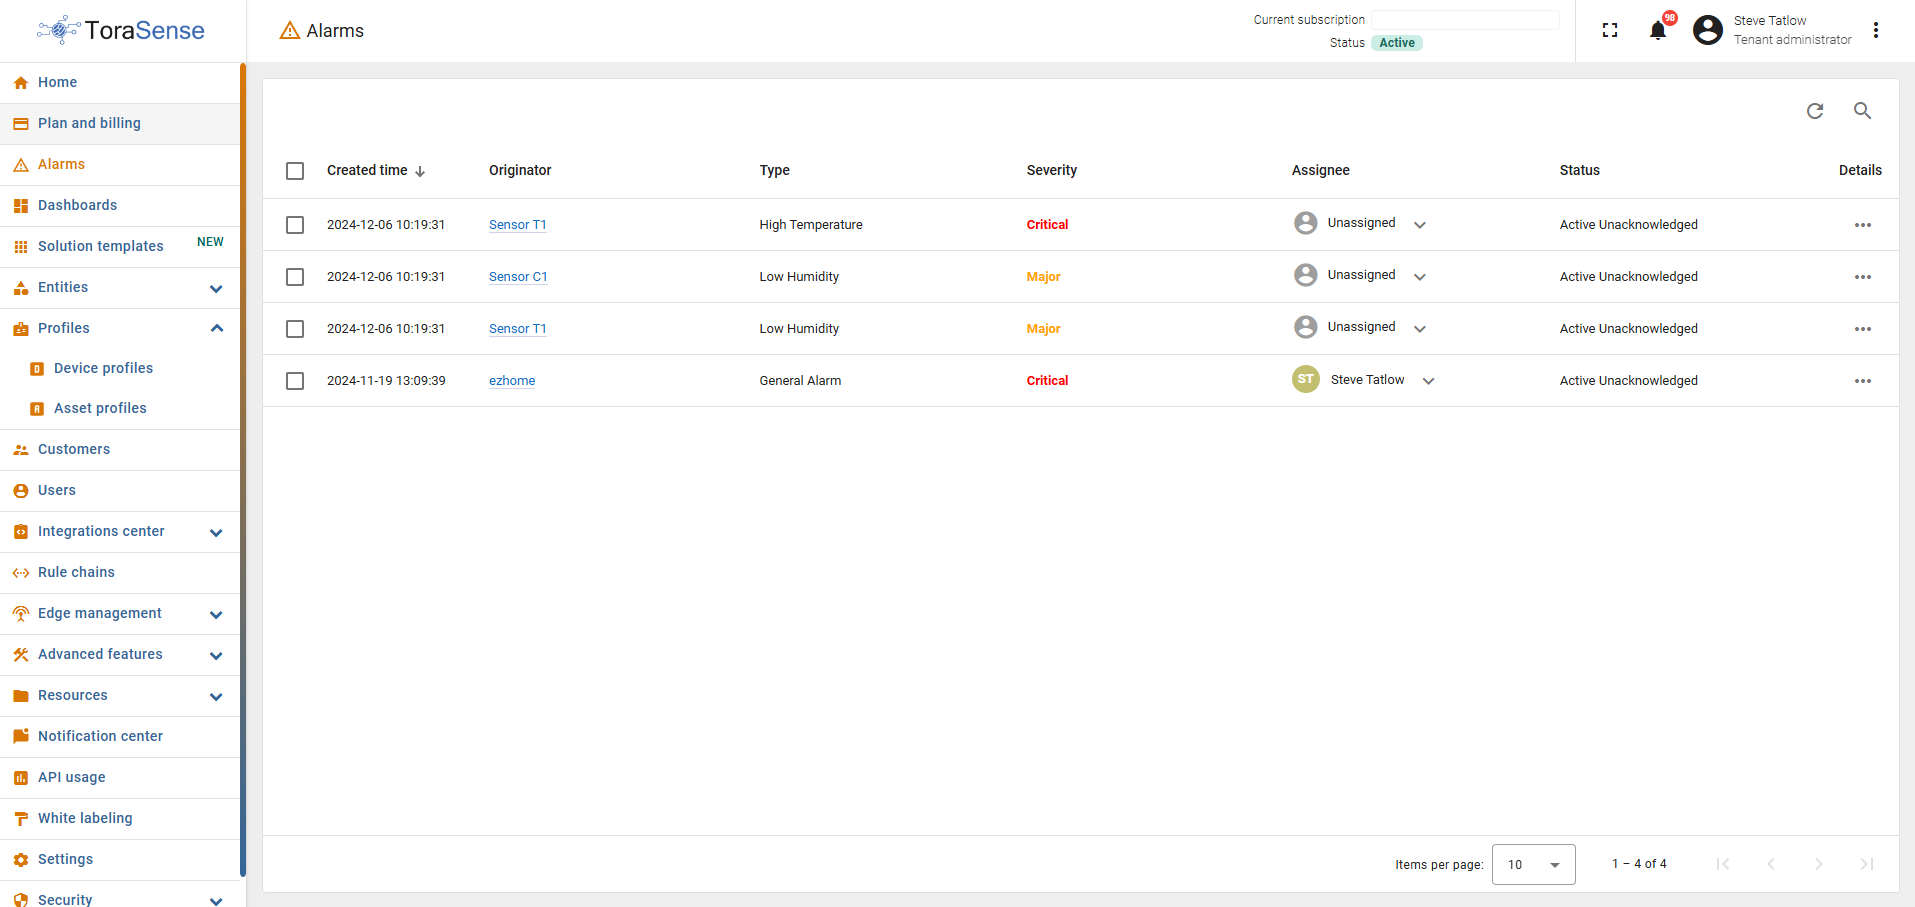 ToraSense
Alarms
Current subscription
Status Active
98
Steve Tatlow
Tenant administrator
Home
Plan and billing
Alarms
Dashboards
Solution templates NEW
Entities
Profiles
Device profiles
Asset profiles
Customers
Users
Integrations center
Rule chains
Edge management
Advanced features
Resources
Notification center
API usage
White labeling
Settings
Security
Created time Originator Type Severity Assignee Status Details
2024-12-06 10:19:31 Sensor T1 High Temperature Critical Unassigned Active Unacknowledged
2024-12-06 10:19:31 Sensor C1 Low Humidity Major Unassigned Active Unacknowledged
2024-12-06 10:19:31 Sensor T1 Low Humidity Major Unassigned Active Unacknowledged
2024-11-19 13:09:39 ezhome General Alarm Critical ST Steve Tatlow Active Unacknowledged
Items per page: 10 1 – 4 of 4